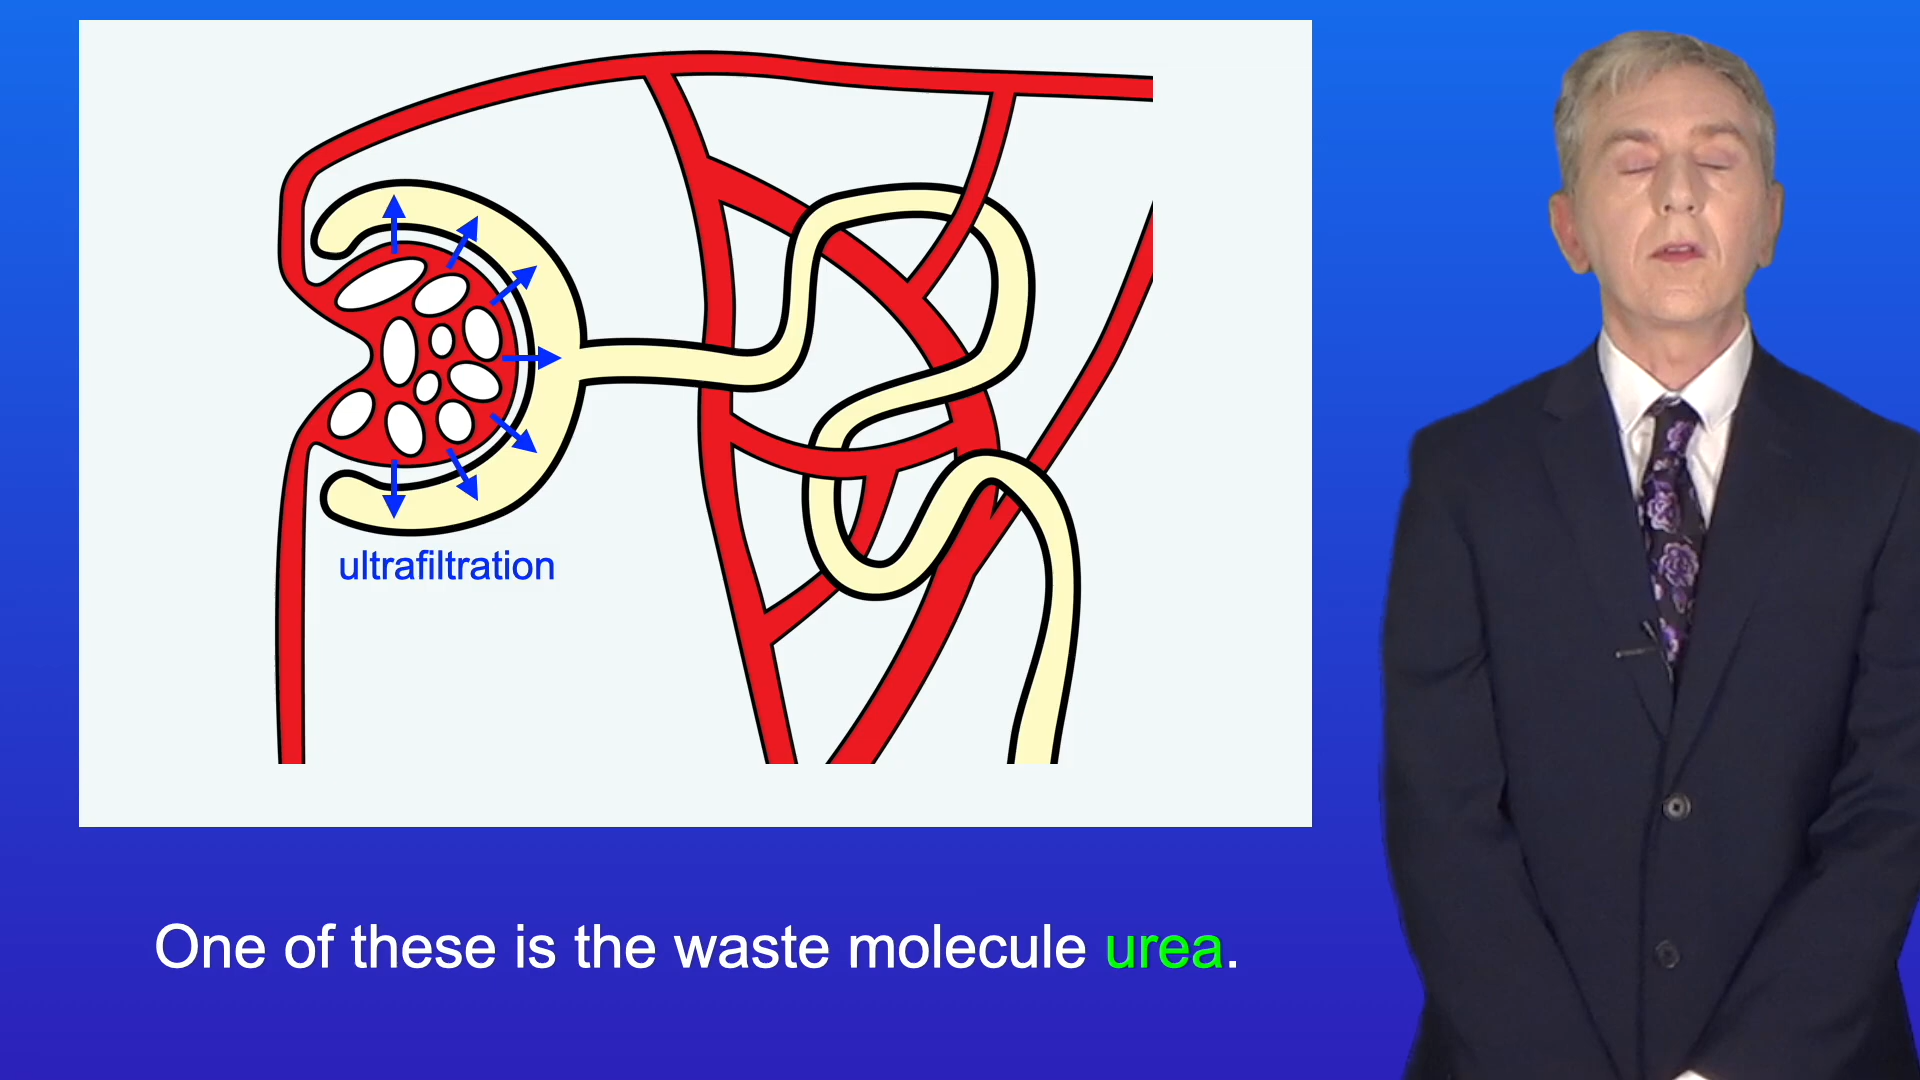 ultrafiltration
One of these is the waste molecule urea.